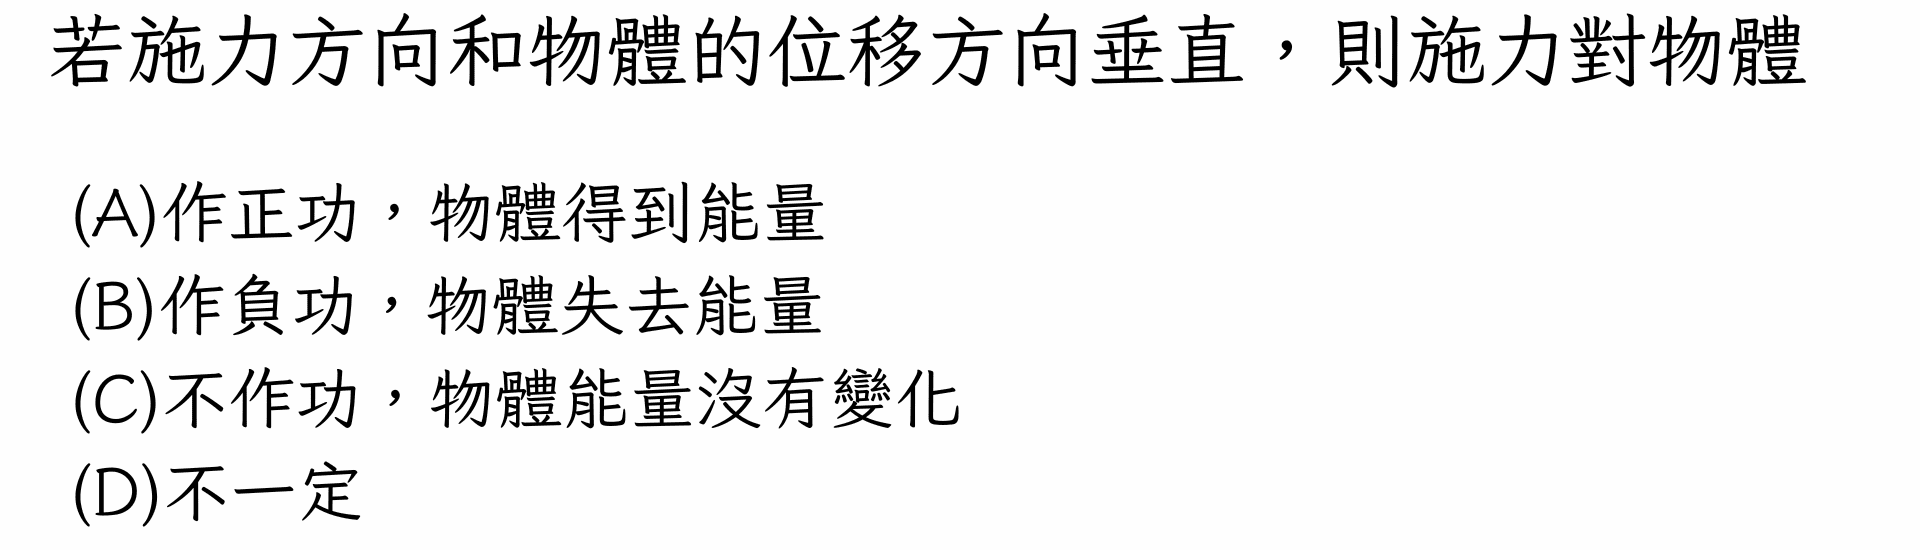 若施力方向和物體的位移方向垂直，則施力對物體
(A)作正功，物體得到能量
(B)作負功，物體失去能量
(C)不作功，物體能量沒有變化
(D)不一定